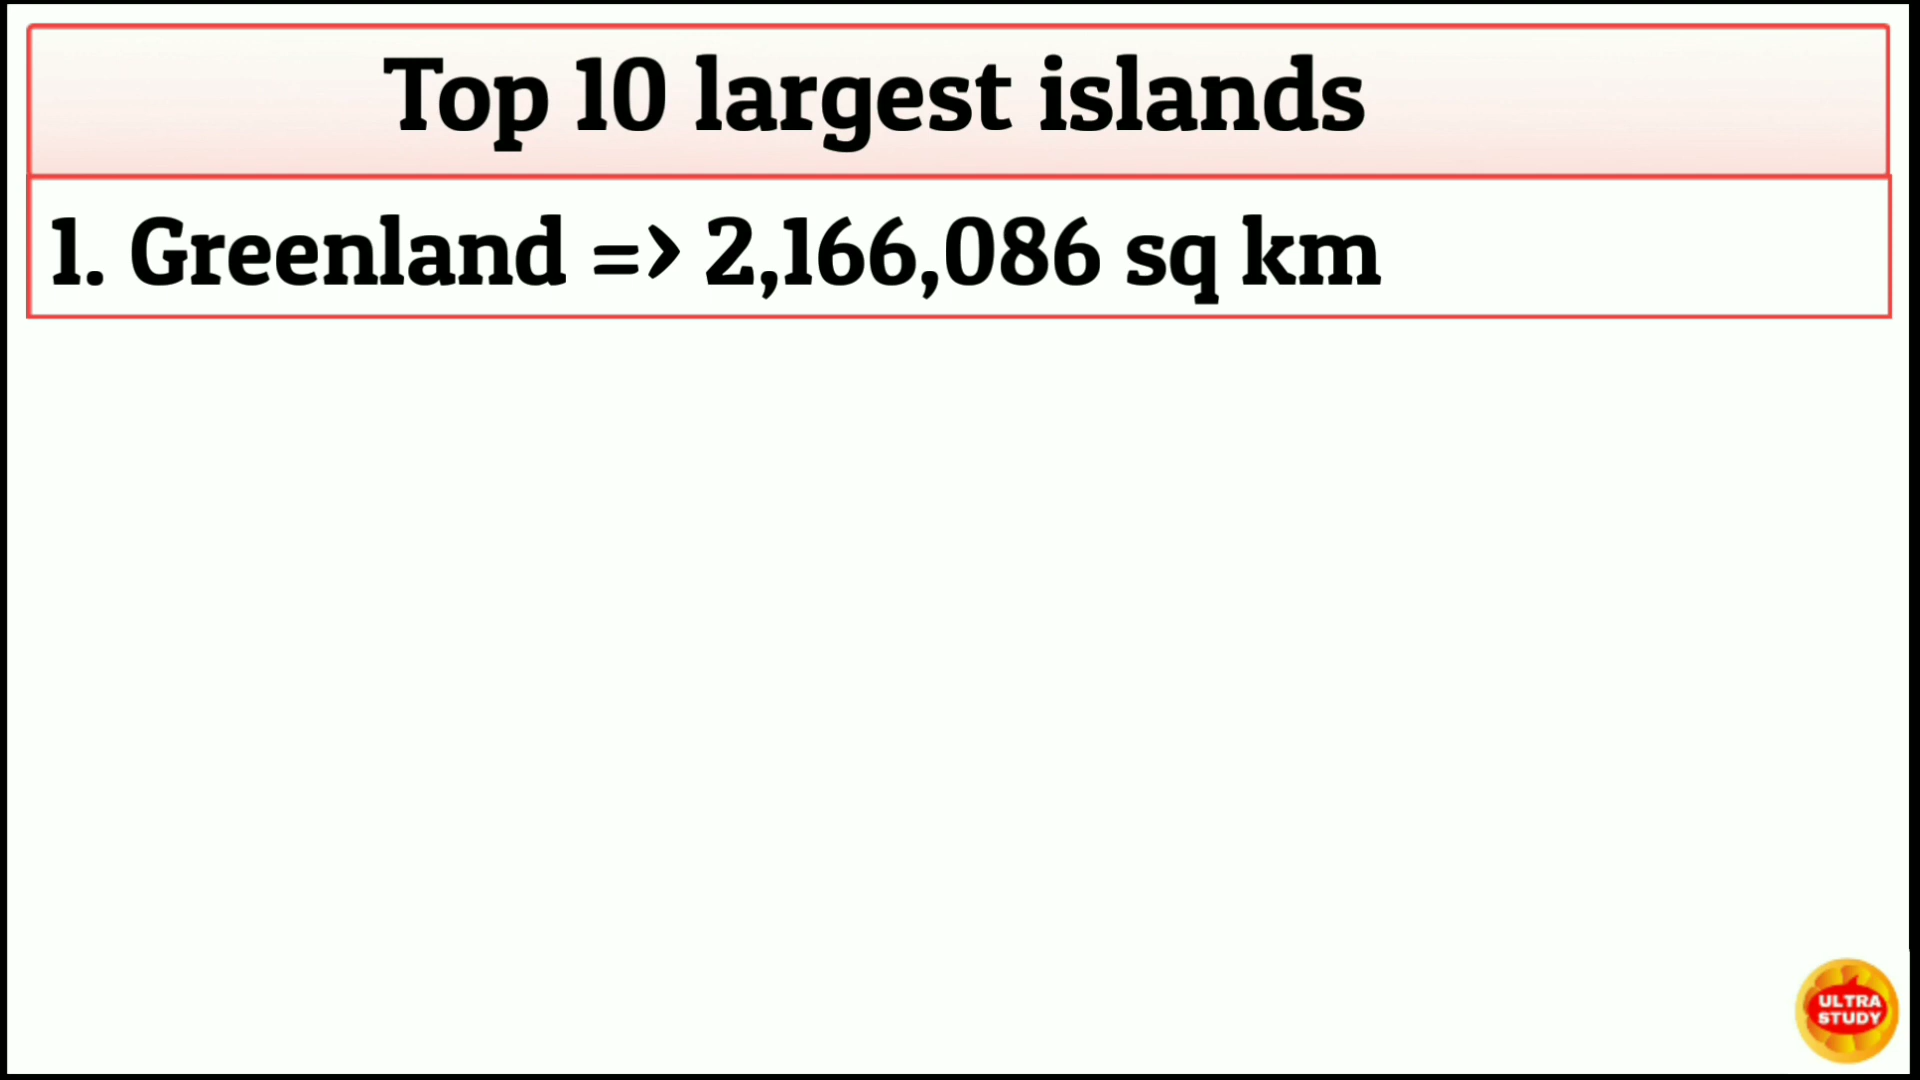 Top 10 largest islands
1. Greenland => 2,166,086 sq km
ULTRA
STUDY